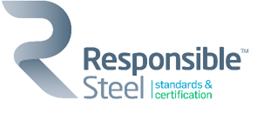 Responsible™
Steel | standards &
certification